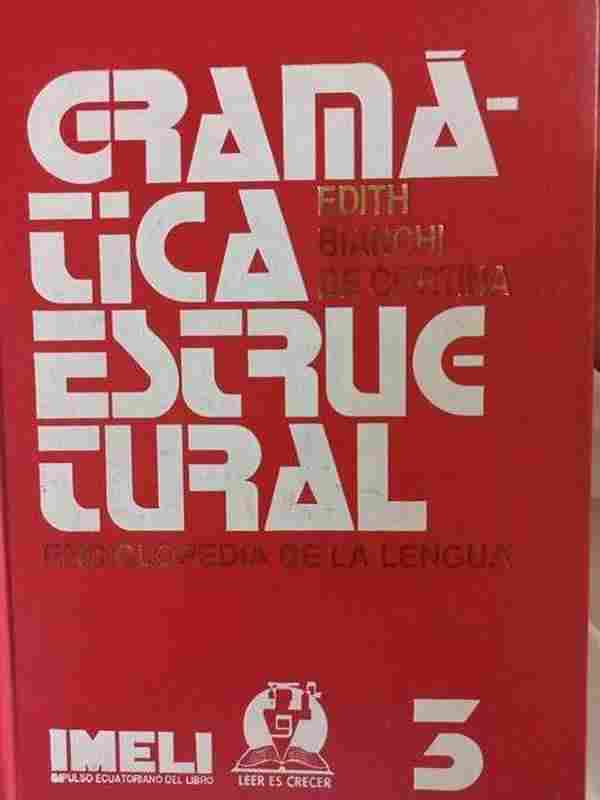 GRAMÁ-
TICA
EDITH
BIANCHI
DE CORTINA
ESTRUC
TURAL
ENCICLOPEDIA DE LA LENGUA
IMELI
IMPULSO ECUATORIANO DEL LIBRO
LEER ES CRECER
3